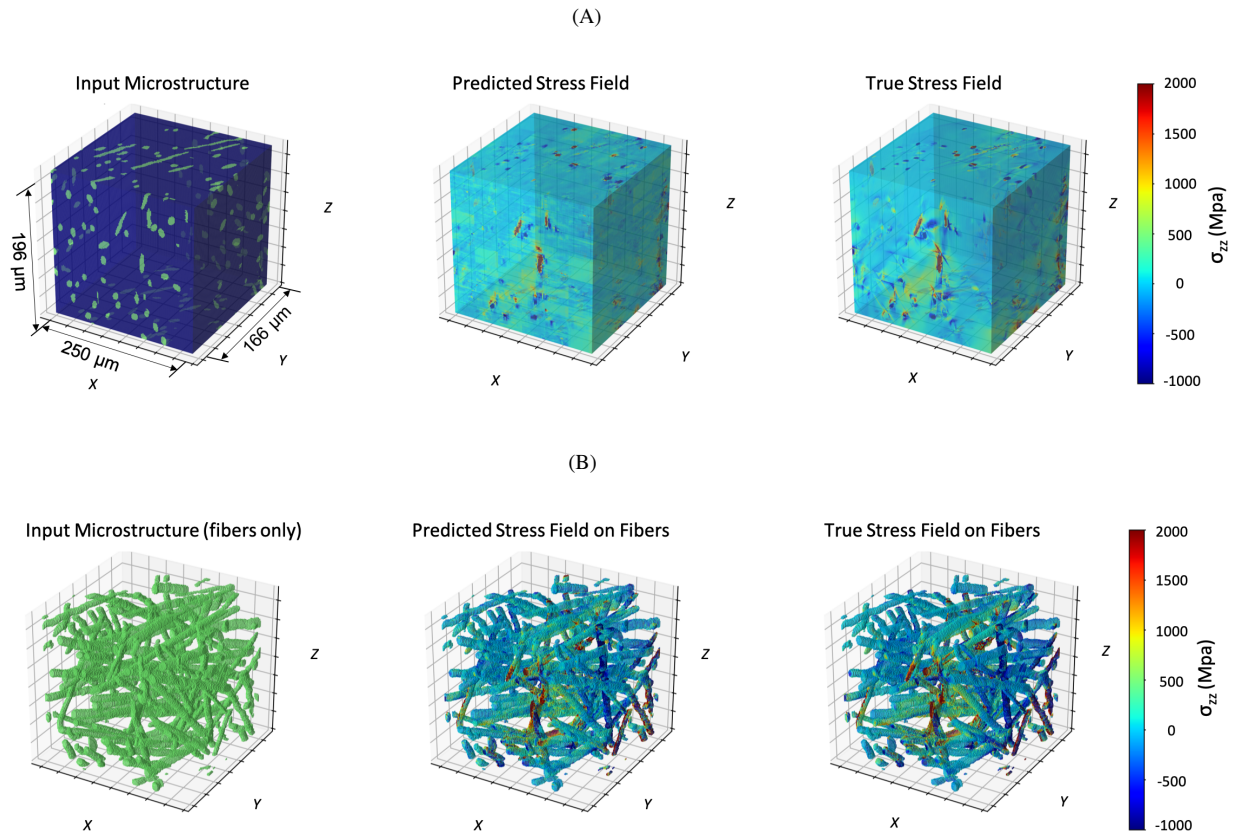 (A)
Input Microstructure
Predicted Stress Field
True Stress Field
196 µm
250 µm
166 µm
X
Y
Z
X
Y
Z
X
Y
Z
2000
1500
1000
500
0
-500
-1000
σzz (Mpa)
(B)
Input Microstructure (fibers only)
Predicted Stress Field on Fibers
True Stress Field on Fibers
X
Y
Z
X
Y
Z
X
Y
Z
2000
1500
1000
500
0
-500
-1000
σzz (Mpa)